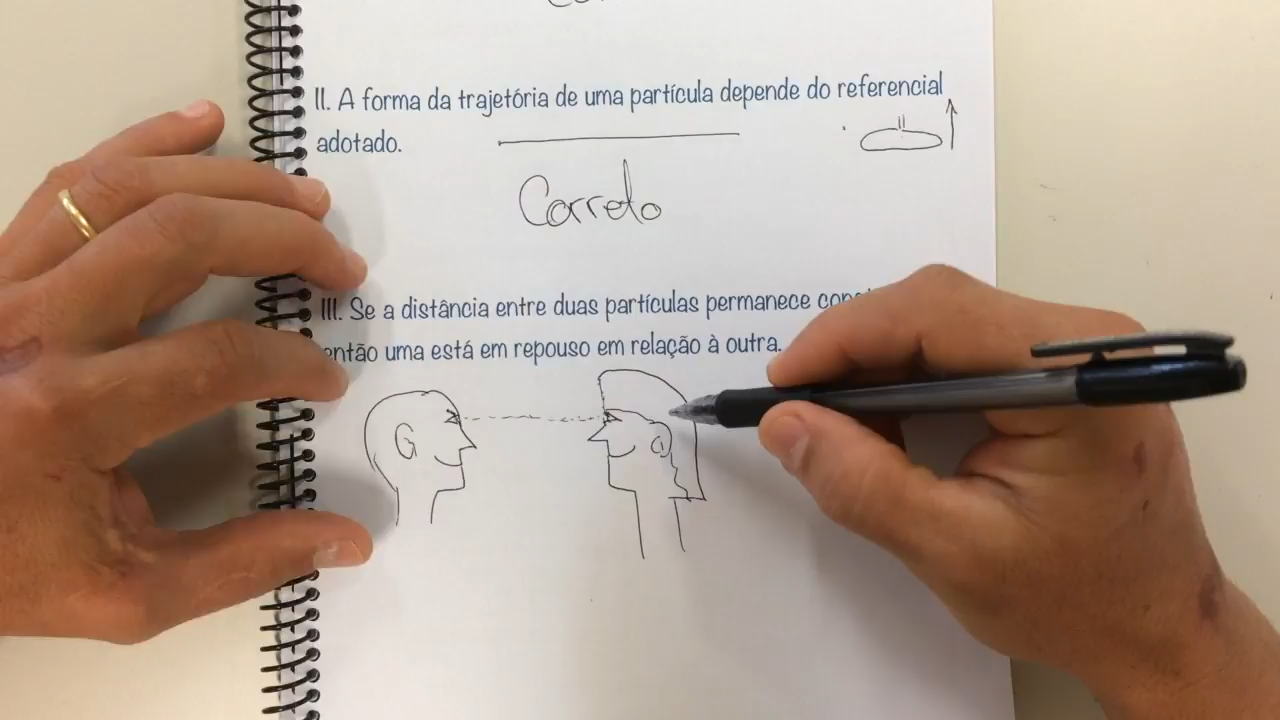 II. A forma da trajetória de uma partícula depende do referencial
adotado.
Correto
III. Se a distância entre duas partículas permanece
então uma está em repouso em relação à outra.